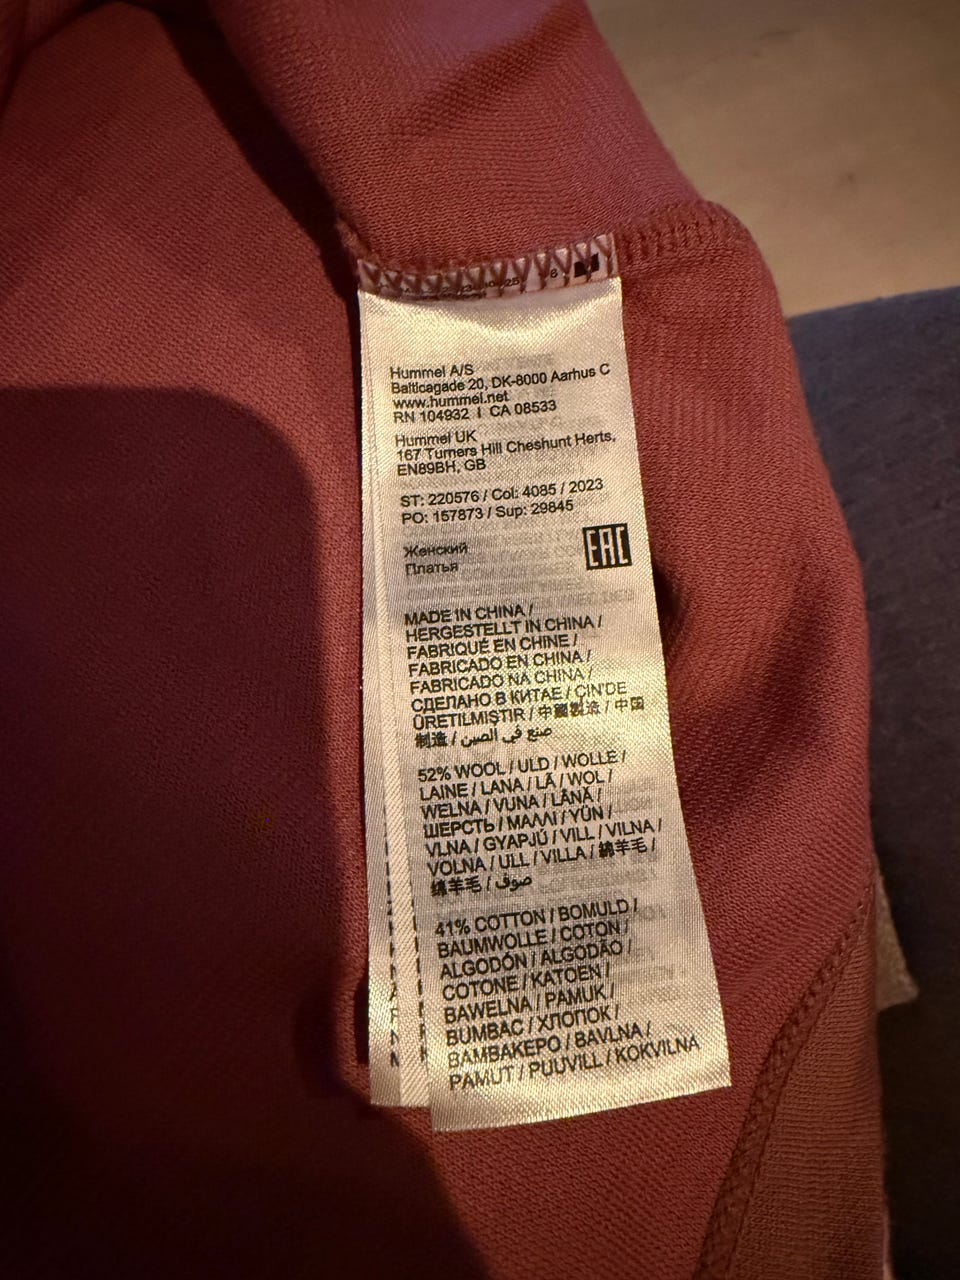 Hummel A/S
Balticagade 20, DK-8000 Aarhus C
www.hummel.net
RN 104932 I CA 08533
Hummel UK
167 Turners Hill Cheshunt Herts,
EN89BH, GB
ST: 220576 / Col: 4085 / 2023
PO: 157873 / Sup: 29845
Женский
Платья
EAC
MADE IN CHINA /
HERGESTELLT IN CHINA /
FABRIQUÉ EN CHINE /
FABRICADO EN CHINA /
FABRICADO NA CHINA /
СДЕЛАНО В КИТАЕ / CIN'DE
ÜRETILMIŞTIR / 中國製造 / 中国
制造 / صنع في الصين
52% WOOL / ULD / WOLLE /
LAINE / LANA / LÃ / WOL /
WEŁNA / VUNA / LÂNĂ /
ШЕРСТЬ / ΜΑΛΛΙ / YÜN /
VLNA / GYAPJÚ / VILL / VILNA /
VOLNA / ULL / VILLA / 綿羊毛 /
绵羊毛 / صوف
41% COTTON / BOMULD /
BAUMWOLLE / COTON /
ALGODÓN / ALGODÃO /
COTONE / KATOEN /
BAWEŁNA / PAMUK /
BUMBAC / ХЛОПОК /
ΒΑΜΒΑΚΕΡΟ / BAVLNA /
PAMUT / PUUVILL / KOKVILNA